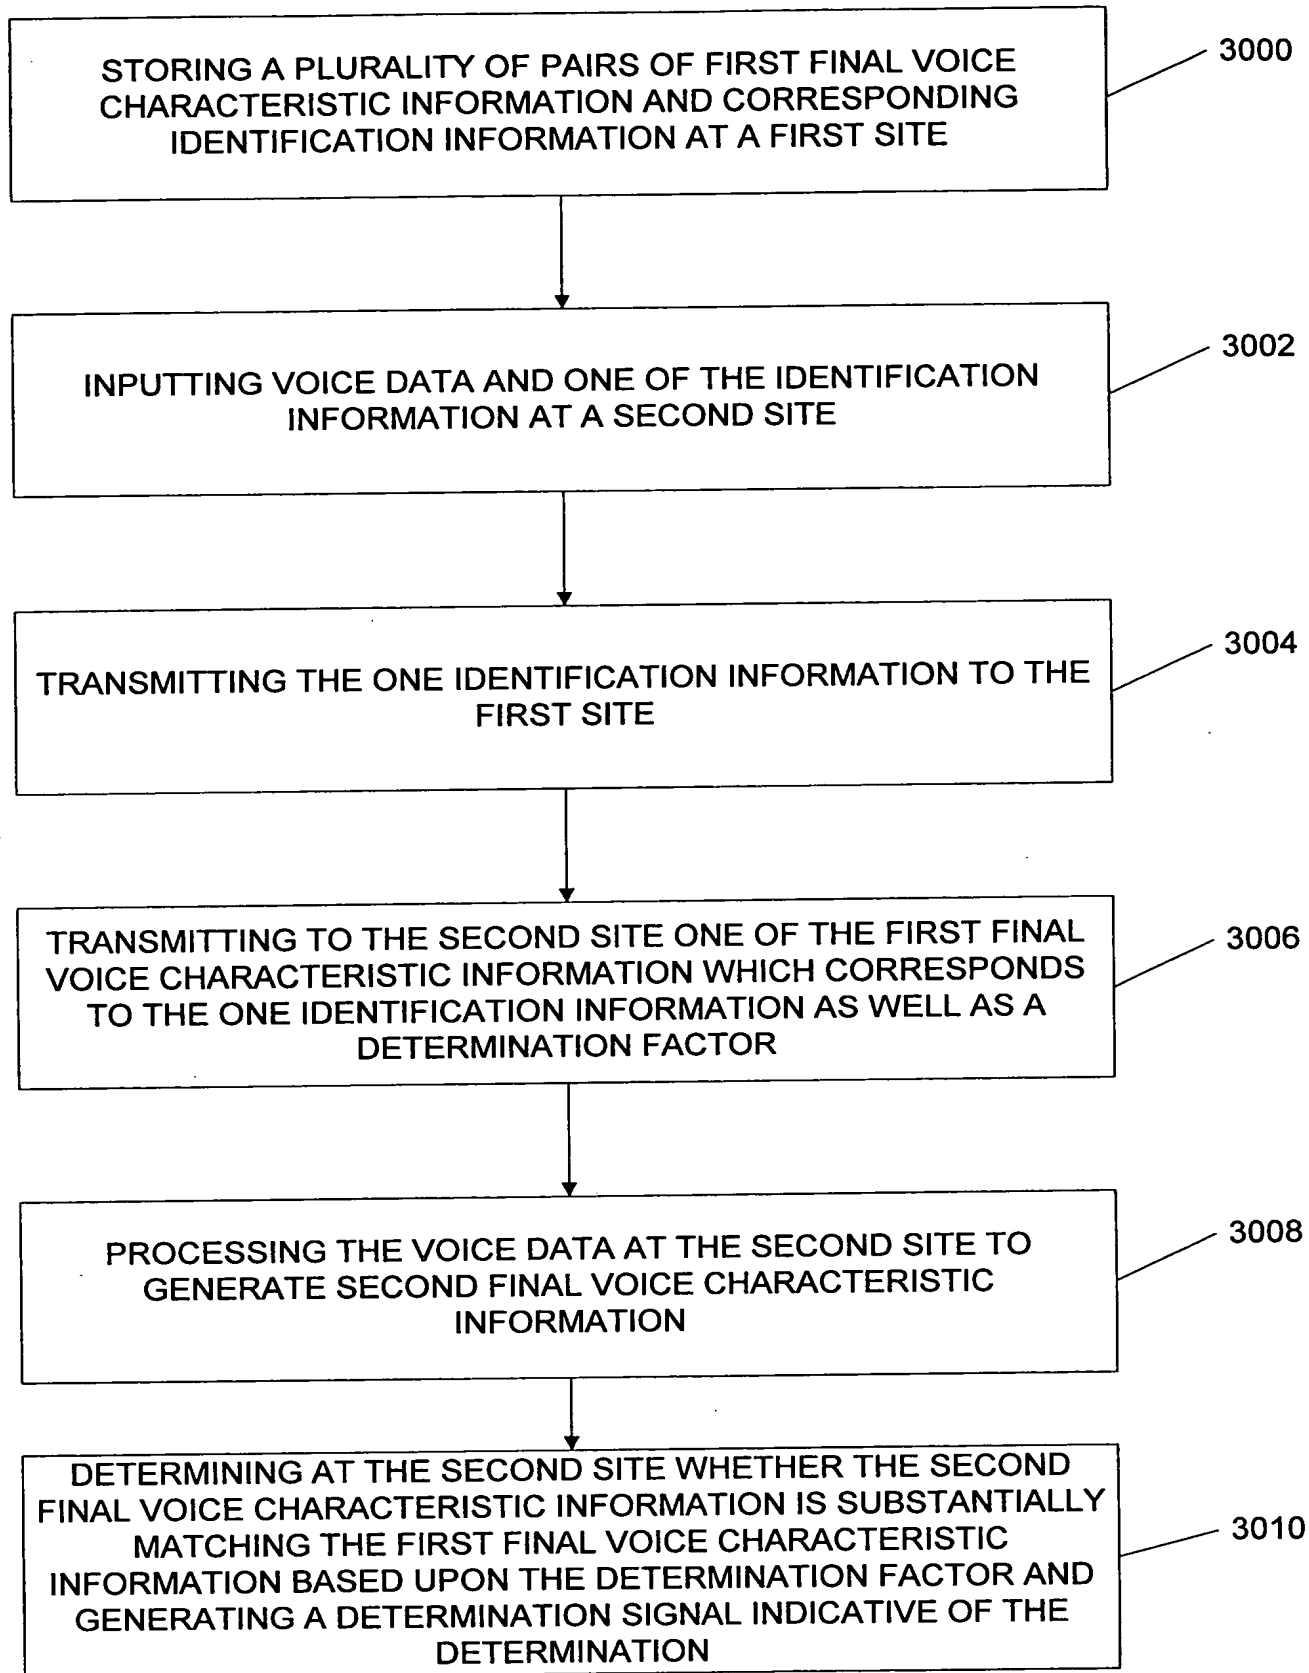 STORING A PLURALITY OF PAIRS OF FIRST FINAL VOICE
CHARACTERISTIC INFORMATION AND CORRESPONDING
IDENTIFICATION INFORMATION AT A FIRST SITE
3000
INPUTTING VOICE DATA AND ONE OF THE IDENTIFICATION
INFORMATION AT A SECOND SITE
3002
TRANSMITTING THE ONE IDENTIFICATION INFORMATION TO THE
FIRST SITE
3004
TRANSMITTING TO THE SECOND SITE ONE OF THE FIRST FINAL
VOICE CHARACTERISTIC INFORMATION WHICH CORRESPONDS
TO THE ONE IDENTIFICATION INFORMATION AS WELL AS A
DETERMINATION FACTOR
3006
PROCESSING THE VOICE DATA AT THE SECOND SITE TO
GENERATE SECOND FINAL VOICE CHARACTERISTIC
INFORMATION
3008
DETERMINING AT THE SECOND SITE WHETHER THE SECOND
FINAL VOICE CHARACTERISTIC INFORMATION IS SUBSTANTIALLY
MATCHING THE FIRST FINAL VOICE CHARACTERISTIC
INFORMATION BASED UPON THE DETERMINATION FACTOR AND
GENERATING A DETERMINATION SIGNAL INDICATIVE OF THE
DETERMINATION
3010